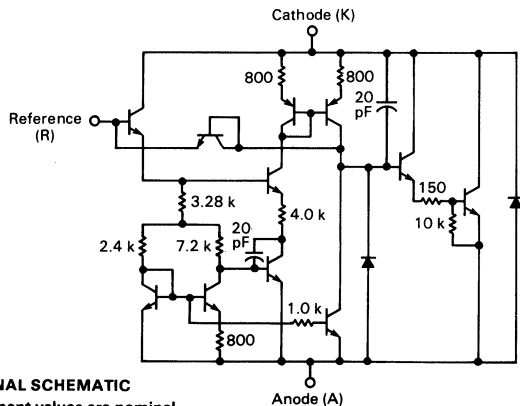 Cathode (K)
800
800
20
pF
Reference
(R)
150
3.28 k
4.0 k
10 k
2.4 k
7.2 k
20
pF
1.0 k
800
NAL SCHEMATIC
Anode (A)